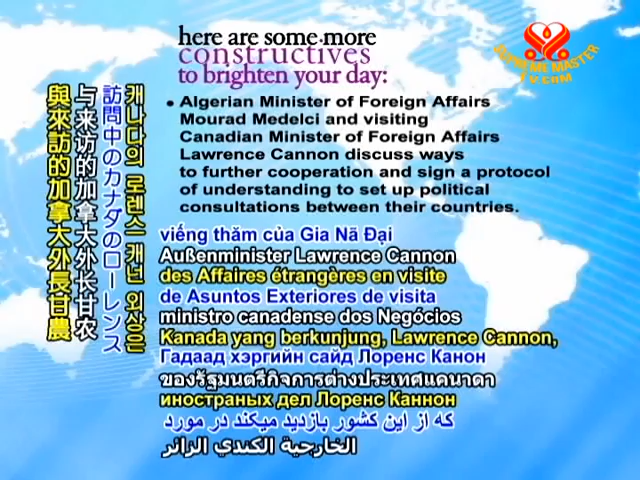 here are some more
constructives
to brighten your day:
SUPREME MASTER
TV.COM
• Algerian Minister of Foreign Affairs
Mourad Medelci and visiting
Canadian Minister of Foreign Affairs
Lawrence Cannon discuss ways
to further cooperation and sign a protocol
of understanding to set up political
consultations between their countries.
與來訪的加拿大外長甘農
与来访的加拿大外长甘农
訪問中のカナダのローレンス
캐나다의 로렌스 캐넌 외상은
viếng thăm của Gia Nã Đại
Außenminister Lawrence Cannon
des Affaires étrangères en visite
de Asuntos Exteriores de visita
ministro canadense dos Negócios
Kanada yang berkunjung, Lawrence Cannon,
Гадаад хэргийн сайд Лоренс Канон
ของรัฐมนตรีกิจการต่างประเทศแคนาดา
иностраных дел Лоренс Каннон
که از این کشور بازدید میکند در مورد
الخارجية الكندي الزائر